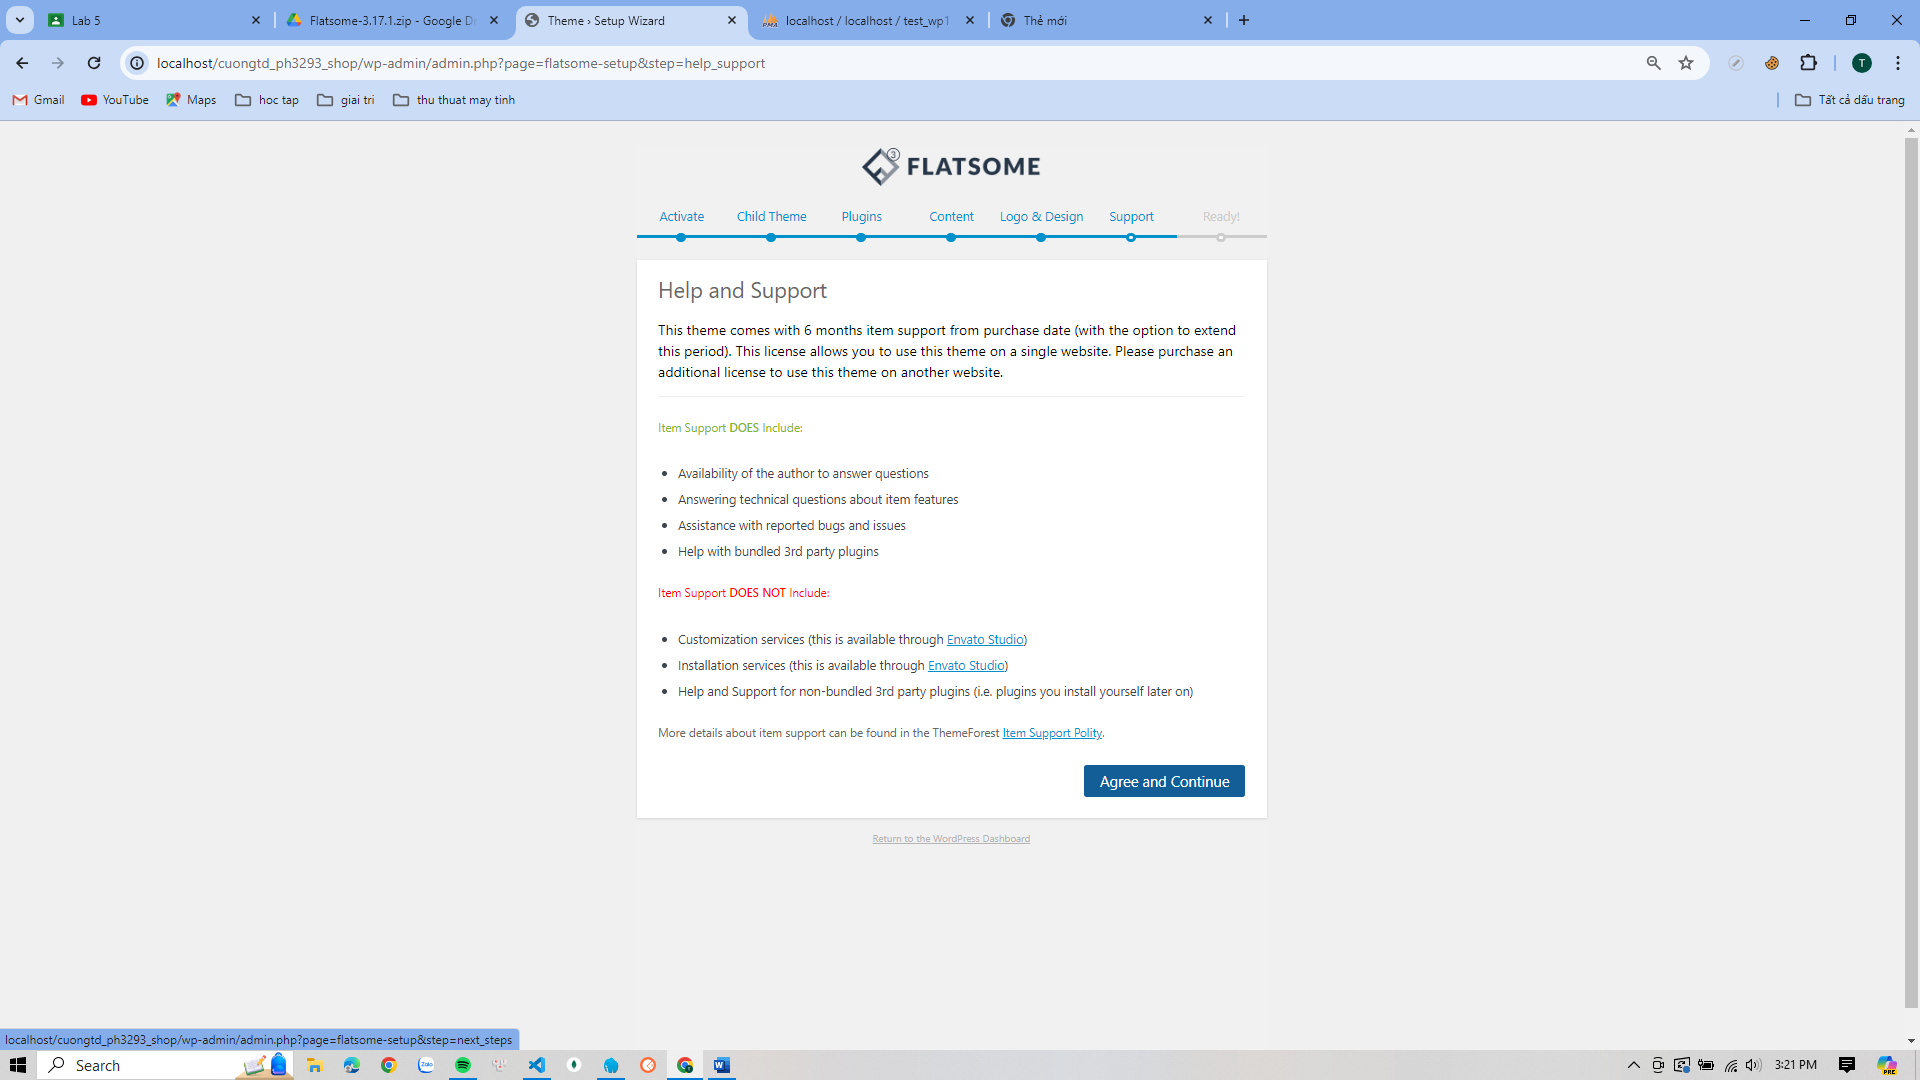 Lab 5
Flatsome-3.17.1.zip - Google D
Theme › Setup Wizard
localhost / localhost / test_wp1
Thẻ mới
localhost/cuongtd_ph3293_shop/wp-admin/admin.php?page=flatsome-setup&step=help_support
T
Gmail
YouTube
Maps
hoc tap
giai tri
thu thuat may tinh
Tất cả dấu trang
3
FLATSOME
Activate
Child Theme
Plugins
Content
Logo & Design
Support
Ready!
Help and Support
This theme comes with 6 months item support from purchase date (with the option to extend
this period). This license allows you to use this theme on a single website. Please purchase an
additional license to use this theme on another website.
Item Support DOES Include:
Availability of the author to answer questions
Answering technical questions about item features
Assistance with reported bugs and issues
Help with bundled 3rd party plugins
Item Support DOES NOT Include:
Customization services (this is available through Envato Studio)
Installation services (this is available through Envato Studio)
Help and Support for non-bundled 3rd party plugins (i.e. plugins you install yourself later on)
More details about item support can be found in the ThemeForest Item Support Polity.
Agree and Continue
Return to the WordPress Dashboard
localhost/cuongtd_ph3293_shop/wp-admin/admin.php?page=flatsome-setup&step=next_steps
Search
Zalo
3:21 PM
PRE